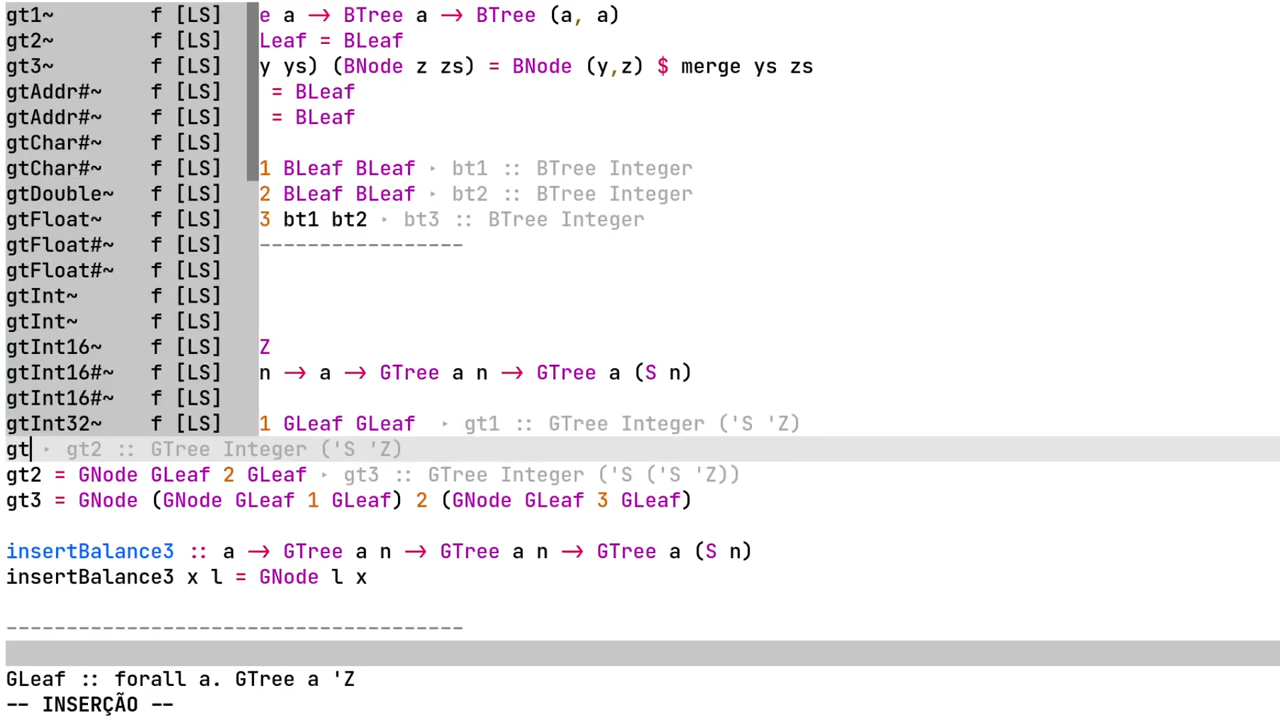 gt1~ f [LS] e a → BTree a → BTree (a, a)
gt2~ f [LS] Leaf = BLeaf
gt3~ f [LS] y ys) (BNode z zs) = BNode (y,z) $ merge ys zs
gtAddr#~ f [LS] = BLeaf
gtAddr#~ f [LS] = BLeaf
gtChar#~ f [LS]
gtChar#~ f [LS] 1 BLeaf BLeaf ‣ bt1 :: BTree Integer
gtDouble~ f [LS] 2 BLeaf BLeaf ‣ bt2 :: BTree Integer
gtFloat~ f [LS] 3 bt1 bt2 ‣ bt3 :: BTree Integer
gtFloat#~ f [LS] -----------------
gtFloat#~ f [LS]
gtInt~ f [LS]
gtInt~ f [LS]
gtInt16~ f [LS] Z
gtInt16#~ f [LS] n → a → GTree a n → GTree a (S n)
gtInt16#~ f [LS]
gtInt32~ f [LS] 1 GLeaf GLeaf ‣ gt1 :: GTree Integer ('S 'Z)
gt ‣ gt2 :: GTree Integer ('S 'Z)
gt2 = GNode GLeaf 2 GLeaf ‣ gt3 :: GTree Integer ('S ('S 'Z))
gt3 = GNode (GNode GLeaf 1 GLeaf) 2 (GNode GLeaf 3 GLeaf)
insertBalance3 :: a → GTree a n → GTree a n → GTree a (S n)
insertBalance3 x l = GNode l x
--------------------------------------
GLeaf :: forall a. GTree a 'Z
-- INSERÇÃO --